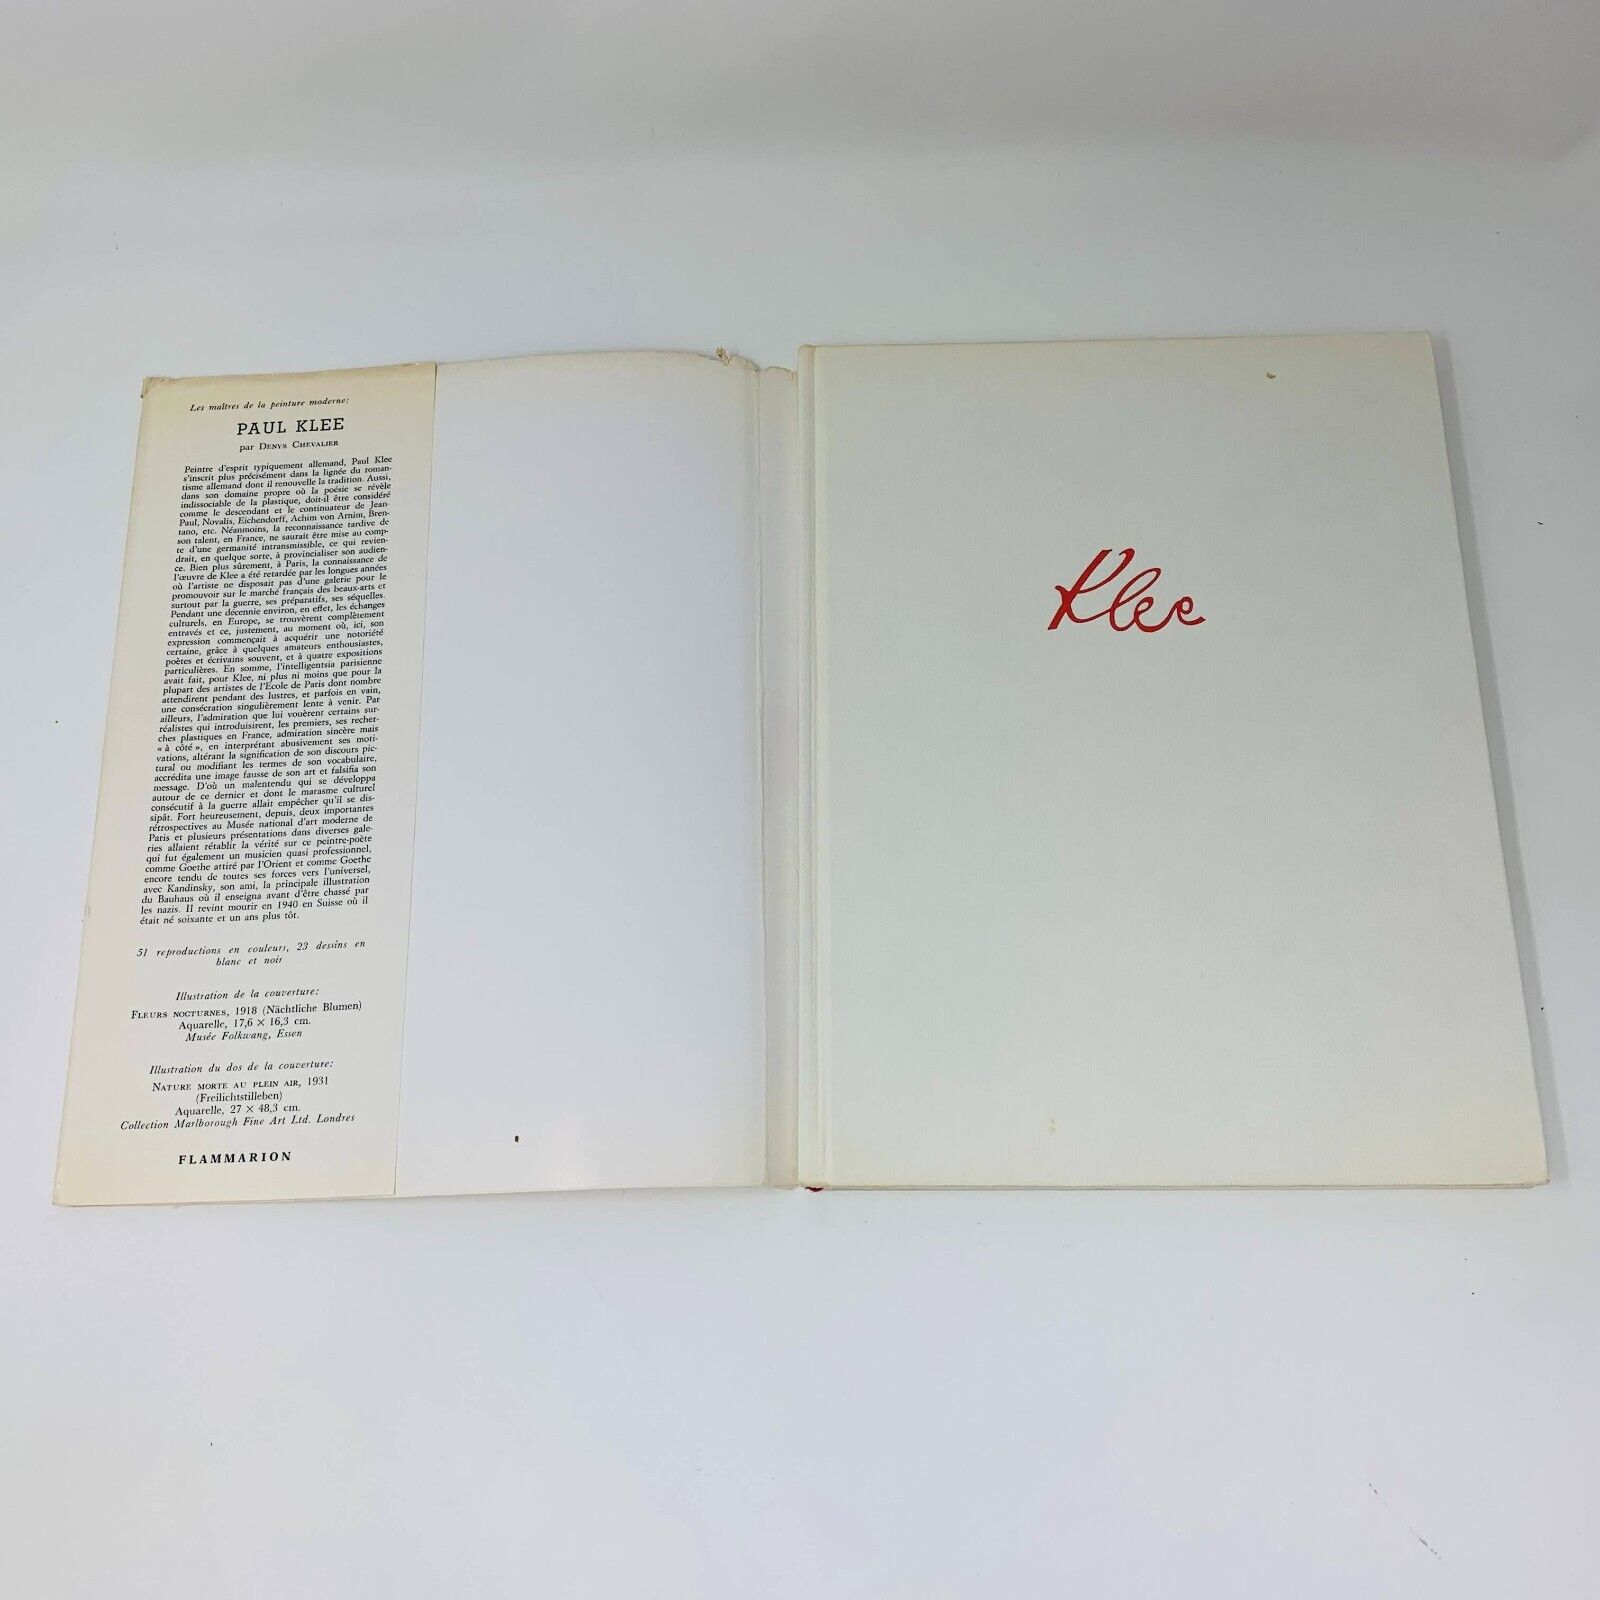 Les maîtres de la peinture moderne:
PAUL KLEE
par DENYS CHEVALIER
Peintre d'esprit typiquement allemand, Paul Klee
s'inscrit plus précisément dans la lignée du roman-
tisme allemand dont il renouvelle la tradition. Aussi,
dans son domaine propre où la poésie se révèle
indissociable de la plastique, doit-il être considéré
comme le descendant et le continuateur de Jean-
Paul, Novalis, Eichendorff, Achim von Arnim, Bren-
tano, etc. Néanmoins, la reconnaissance tardive de
son talent, en France, ne saurait être mise au comp-
te d'une germanité intransmissible, ce qui revien-
drait, en quelque sorte, à provincialiser son audien-
ce. Bien plus sûrement, à Paris, la connaissance de
l'œuvre de Klee a été retardée par les longues années
où l'artiste ne disposait pas d'une galerie pour le
promouvoir sur le marché français des beaux-arts et
surtout par la guerre, ses préparatifs, ses séquelles.
Pendant une décennie environ, en effet, les échanges
culturels, en Europe, se trouvèrent complètement
entravés et ce, justement, au moment où, ici, son
expression commençait à acquérir une notoriété
certaine, grâce à quelques amateurs enthousiastes,
poètes et écrivains souvent, et à quatre expositions
particulières. En somme, l'intelligentsia parisienne
avait fait, pour Klee, ni plus ni moins que pour la
plupart des artistes de l'Ecole de Paris dont nombre
attendirent pendant des lustres, et parfois en vain,
une consécration singulièrement lente à venir. Par
ailleurs, l'admiration que lui vouèrent certains sur-
réalistes qui introduisirent, les premiers, ses recher-
ches plastiques en France, admiration sincère mais
« à côté », en interprétant abusivement ses moti-
vations, altérant la signification de son discours pic-
tural ou modifiant les termes de son vocabulaire,
accrédita une image fausse de son art et falsifia son
message. D'où un malentendu qui se développa
autour de ce dernier et dont le marasme culturel
consécutif à la guerre allait empêcher qu'il se dis-
sipât. Fort heureusement, depuis, deux importantes
rétrospectives au Musée national d'art moderne de
Paris et plusieurs présentations dans diverses gale-
ries allaient rétablir la vérité sur ce peintre-poète
qui fut également un musicien quasi professionnel,
comme Goethe attiré par l'Orient et comme Goethe
encore tendu de toutes ses forces vers l'universel,
avec Kandinsky, son ami, la principale illustration
du Bauhaus où il enseigna avant d'être chassé par
les nazis. Il revint mourir en 1940 en Suisse où il
était né soixante et un ans plus tôt.
51 reproductions en couleurs, 23 dessins en
blanc et noir
Illustration de la couverture:
FLEURS NOCTURNES, 1918 (Nächtliche Blumen)
Aquarelle, 17,6 × 16,3 cm.
Musée Folkwang, Essen
Illustration du dos de la couverture:
NATURE MORTE AU PLEIN AIR, 1931
(Freilichtstilleben)
Aquarelle, 27 × 48,3 cm.
Collection Marlborough Fine Art Ltd. Londres
FLAMMARION
Klee